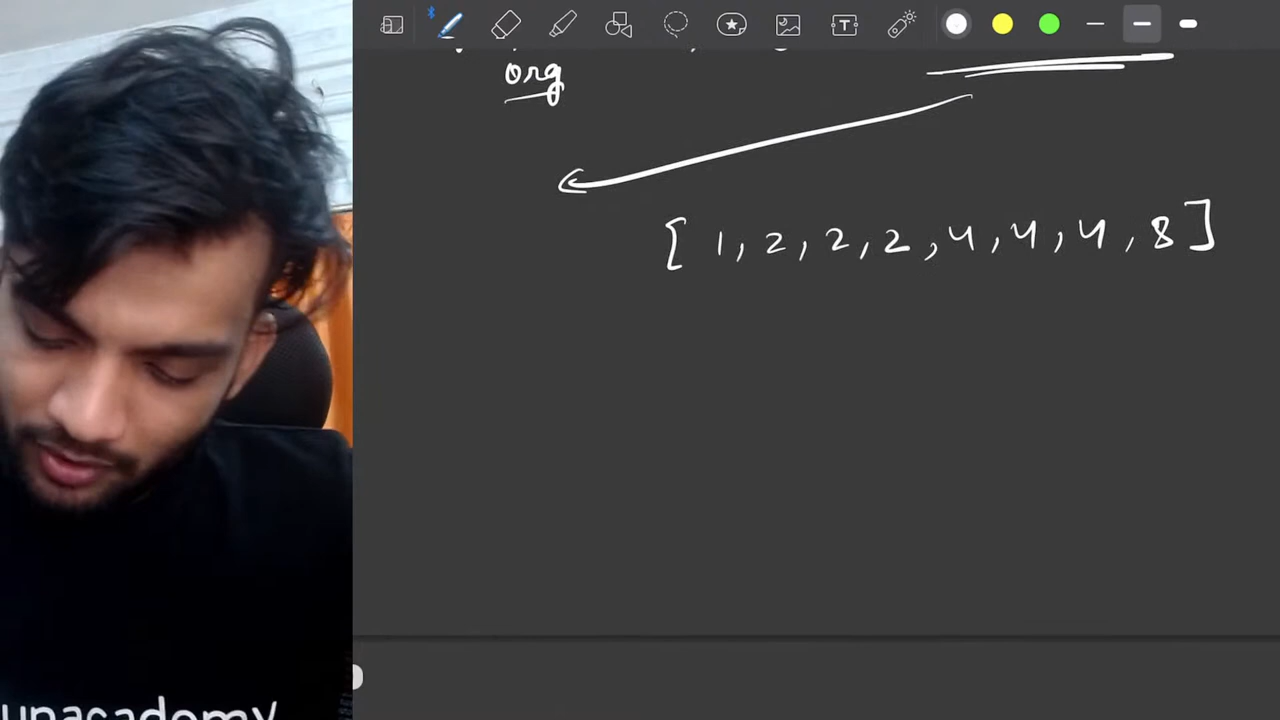 org
[ 1, 2, 2, 2, 4, 4, 4, 8 ]
unacademy